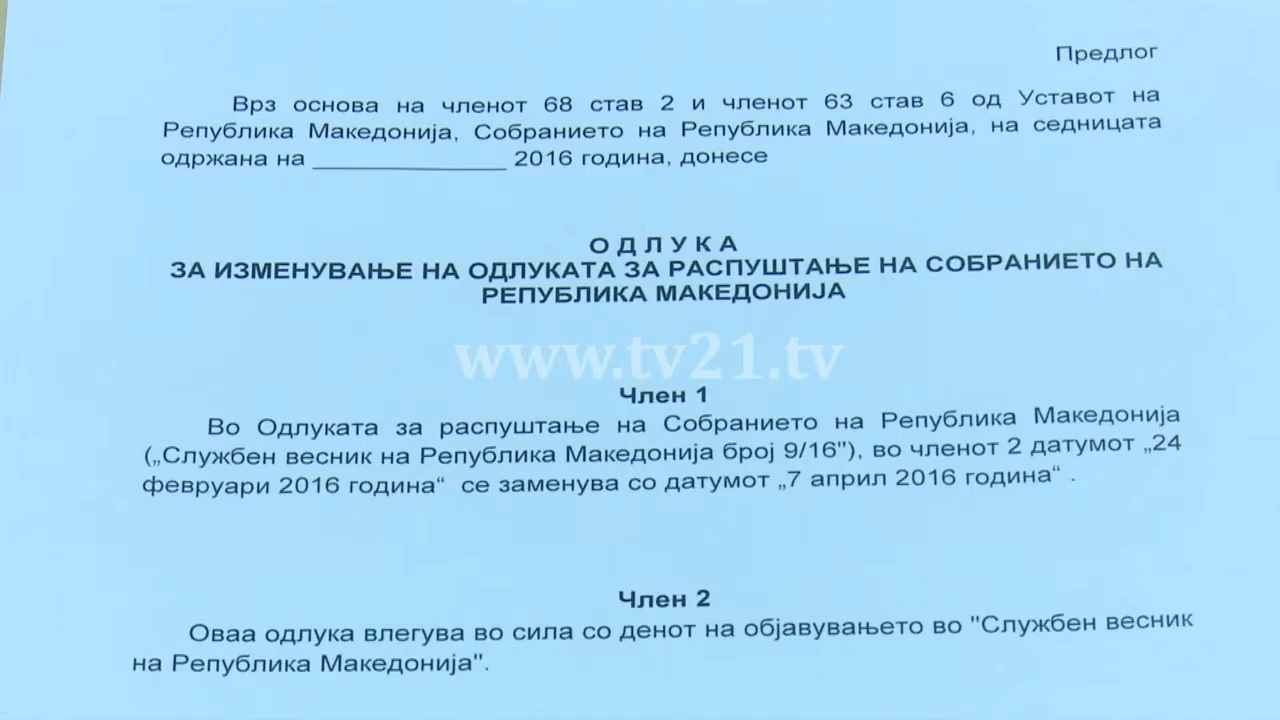 Предлог
Врз основа на членот 68 став 2 и членот 63 став 6 од Уставот на
Република Македонија, Собранието на Република Македонија, на седницата
одржана на ________________ 2016 година, донесе
О Д Л У К А
ЗА ИЗМЕНУВАЊЕ НА ОДЛУКАТА ЗА РАСПУШТАЊЕ НА СОБРАНИЕТО НА
РЕПУБЛИКА МАКЕДОНИЈА
www.tv21.tv
Член 1
Во Одлуката за распуштање на Собранието на Република Македонија
(„Службен весник на Република Македонија број 9/16"), во членот 2 датумот „24
февруари 2016 година“ се заменува со датумот „7 април 2016 година“ .
Член 2
Оваа одлука влегува во сила со денот на објавувањето во "Службен весник
на Република Македонија".